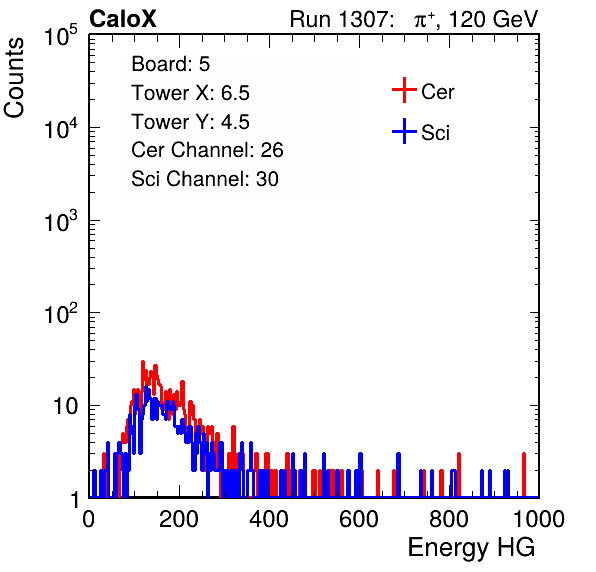 CaloX Run 1307: π⁺, 120 GeV
Counts
10⁵
10⁴
10³
10²
10
1
Board: 5
Tower X: 6.5
Tower Y: 4.5
Cer Channel: 26
Sci Channel: 30
Cer
Sci
0 200 400 600 800 1000
Energy HG